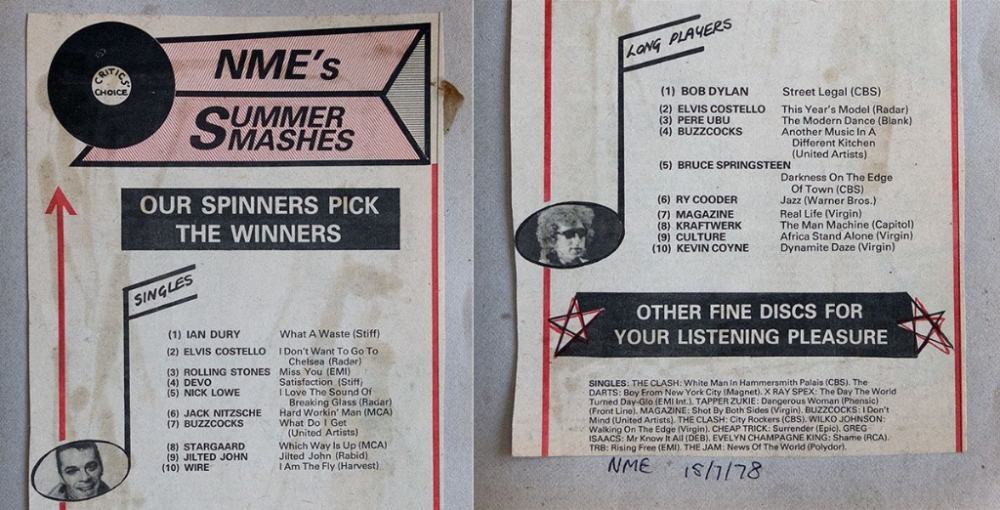 CRITICS'
CHOICE
NME's
SUMMER
SMASHES
OUR SPINNERS PICK
THE WINNERS
SINGLES
(1) IAN DURY What A Waste (Stiff)
(2) ELVIS COSTELLO I Don't Want To Go To
Chelsea (Radar)
(3) ROLLING STONES Miss You (EMI)
(4) DEVO Satisfaction (Stiff)
(5) NICK LOWE I Love The Sound Of
Breaking Glass (Radar)
(6) JACK NITZSCHE Hard Workin' Man (MCA)
(7) BUZZCOCKS What Do I Get
(United Artists)
(8) STARGAARD Which Way Is Up (MCA)
(9) JILTED JOHN Jilted John (Rabid)
(10) WIRE I Am The Fly (Harvest)
LONG PLAYERS
(1) BOB DYLAN Street Legal (CBS)
(2) ELVIS COSTELLO This Year's Model (Radar)
(3) PERE UBU The Modern Dance (Blank)
(4) BUZZCOCKS Another Music In A
Different Kitchen
(United Artists)
(5) BRUCE SPRINGSTEEN
Darkness On The Edge
Of Town (CBS)
(6) RY COODER Jazz (Warner Bros.)
(7) MAGAZINE Real Life (Virgin)
(8) KRAFTWERK The Man Machine (Capitol)
(9) CULTURE Africa Stand Alone (Virgin)
(10) KEVIN COYNE Dynamite Daze (Virgin)
OTHER FINE DISCS FOR
YOUR LISTENING PLEASURE
SINGLES: THE CLASH: White Man In Hammersmith Palais (CBS). The
DARTS: Boy From New York City (Magnet). X RAY SPEX: The Day The World
Turned Day-Glo (EMI Int.). TAPPER ZUKIE: Dangerous Woman (Phensic)
(Front Line). MAGAZINE: Shot By Both Sides (Virgin). BUZZCOCKS: I Don't
Mind (United Artists). THE CLASH: City Rockers (CBS). WILKO JOHNSON:
Walking On The Edge (Virgin). CHEAP TRICK: Surrender (Epic). GREG
ISAACS: Mr Know It All (DEB). EVELYN CHAMPAGNE KING: Shame (RCA).
TRB: Rising Free (EMI). THE JAM: News Of The World (Polydor).
NME 15/7/78